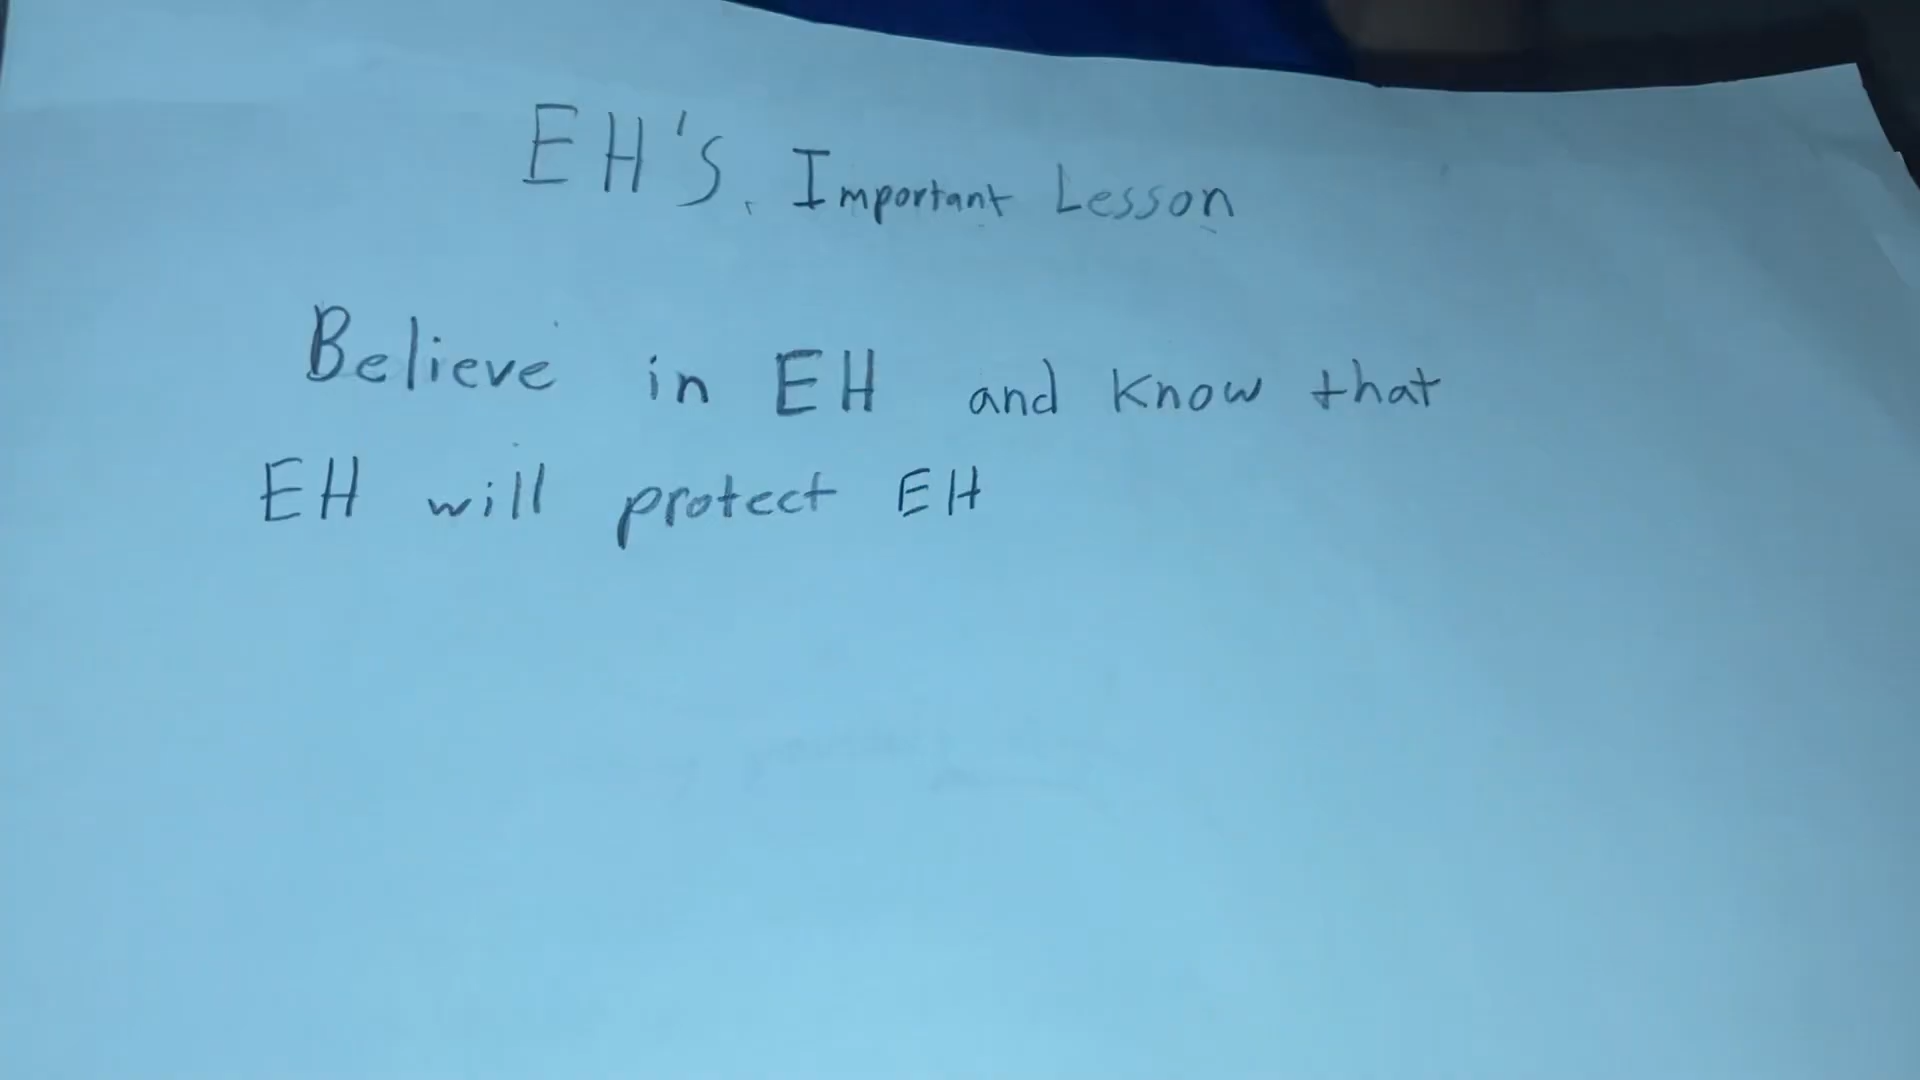 EH's. Important Lesson
Believe in EH and know that
EH will protect EH